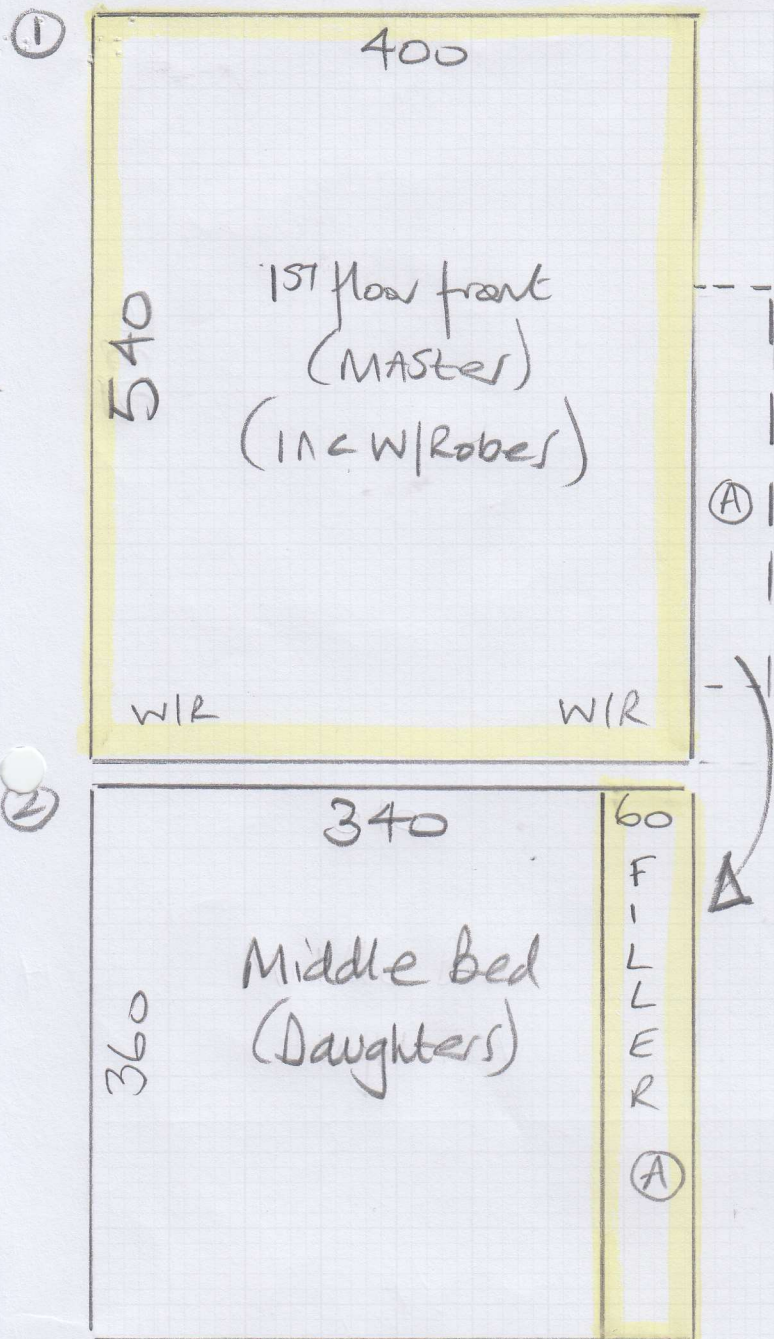 1
400
1ST floor front
(MASter)
(Inc W/Robes)
540
A
W/R W/R
2
340
60
Middle Bed
(Daughters)
360
FILLER
A